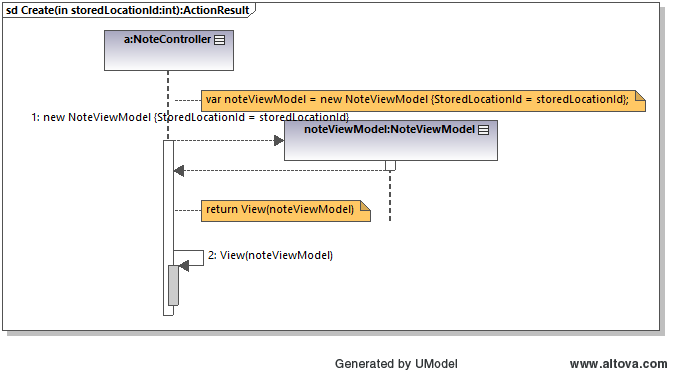 sd Create(in storedLocationId:int):ActionResult
a:NoteController
var noteViewModel = new NoteViewModel {StoredLocationId = storedLocationId};
1: new NoteViewModel {StoredLocationId = storedLocationId}
noteViewModel:NoteViewModel
return View(noteViewModel)
2: View(noteViewModel)
Generated by UModel
www.altova.com